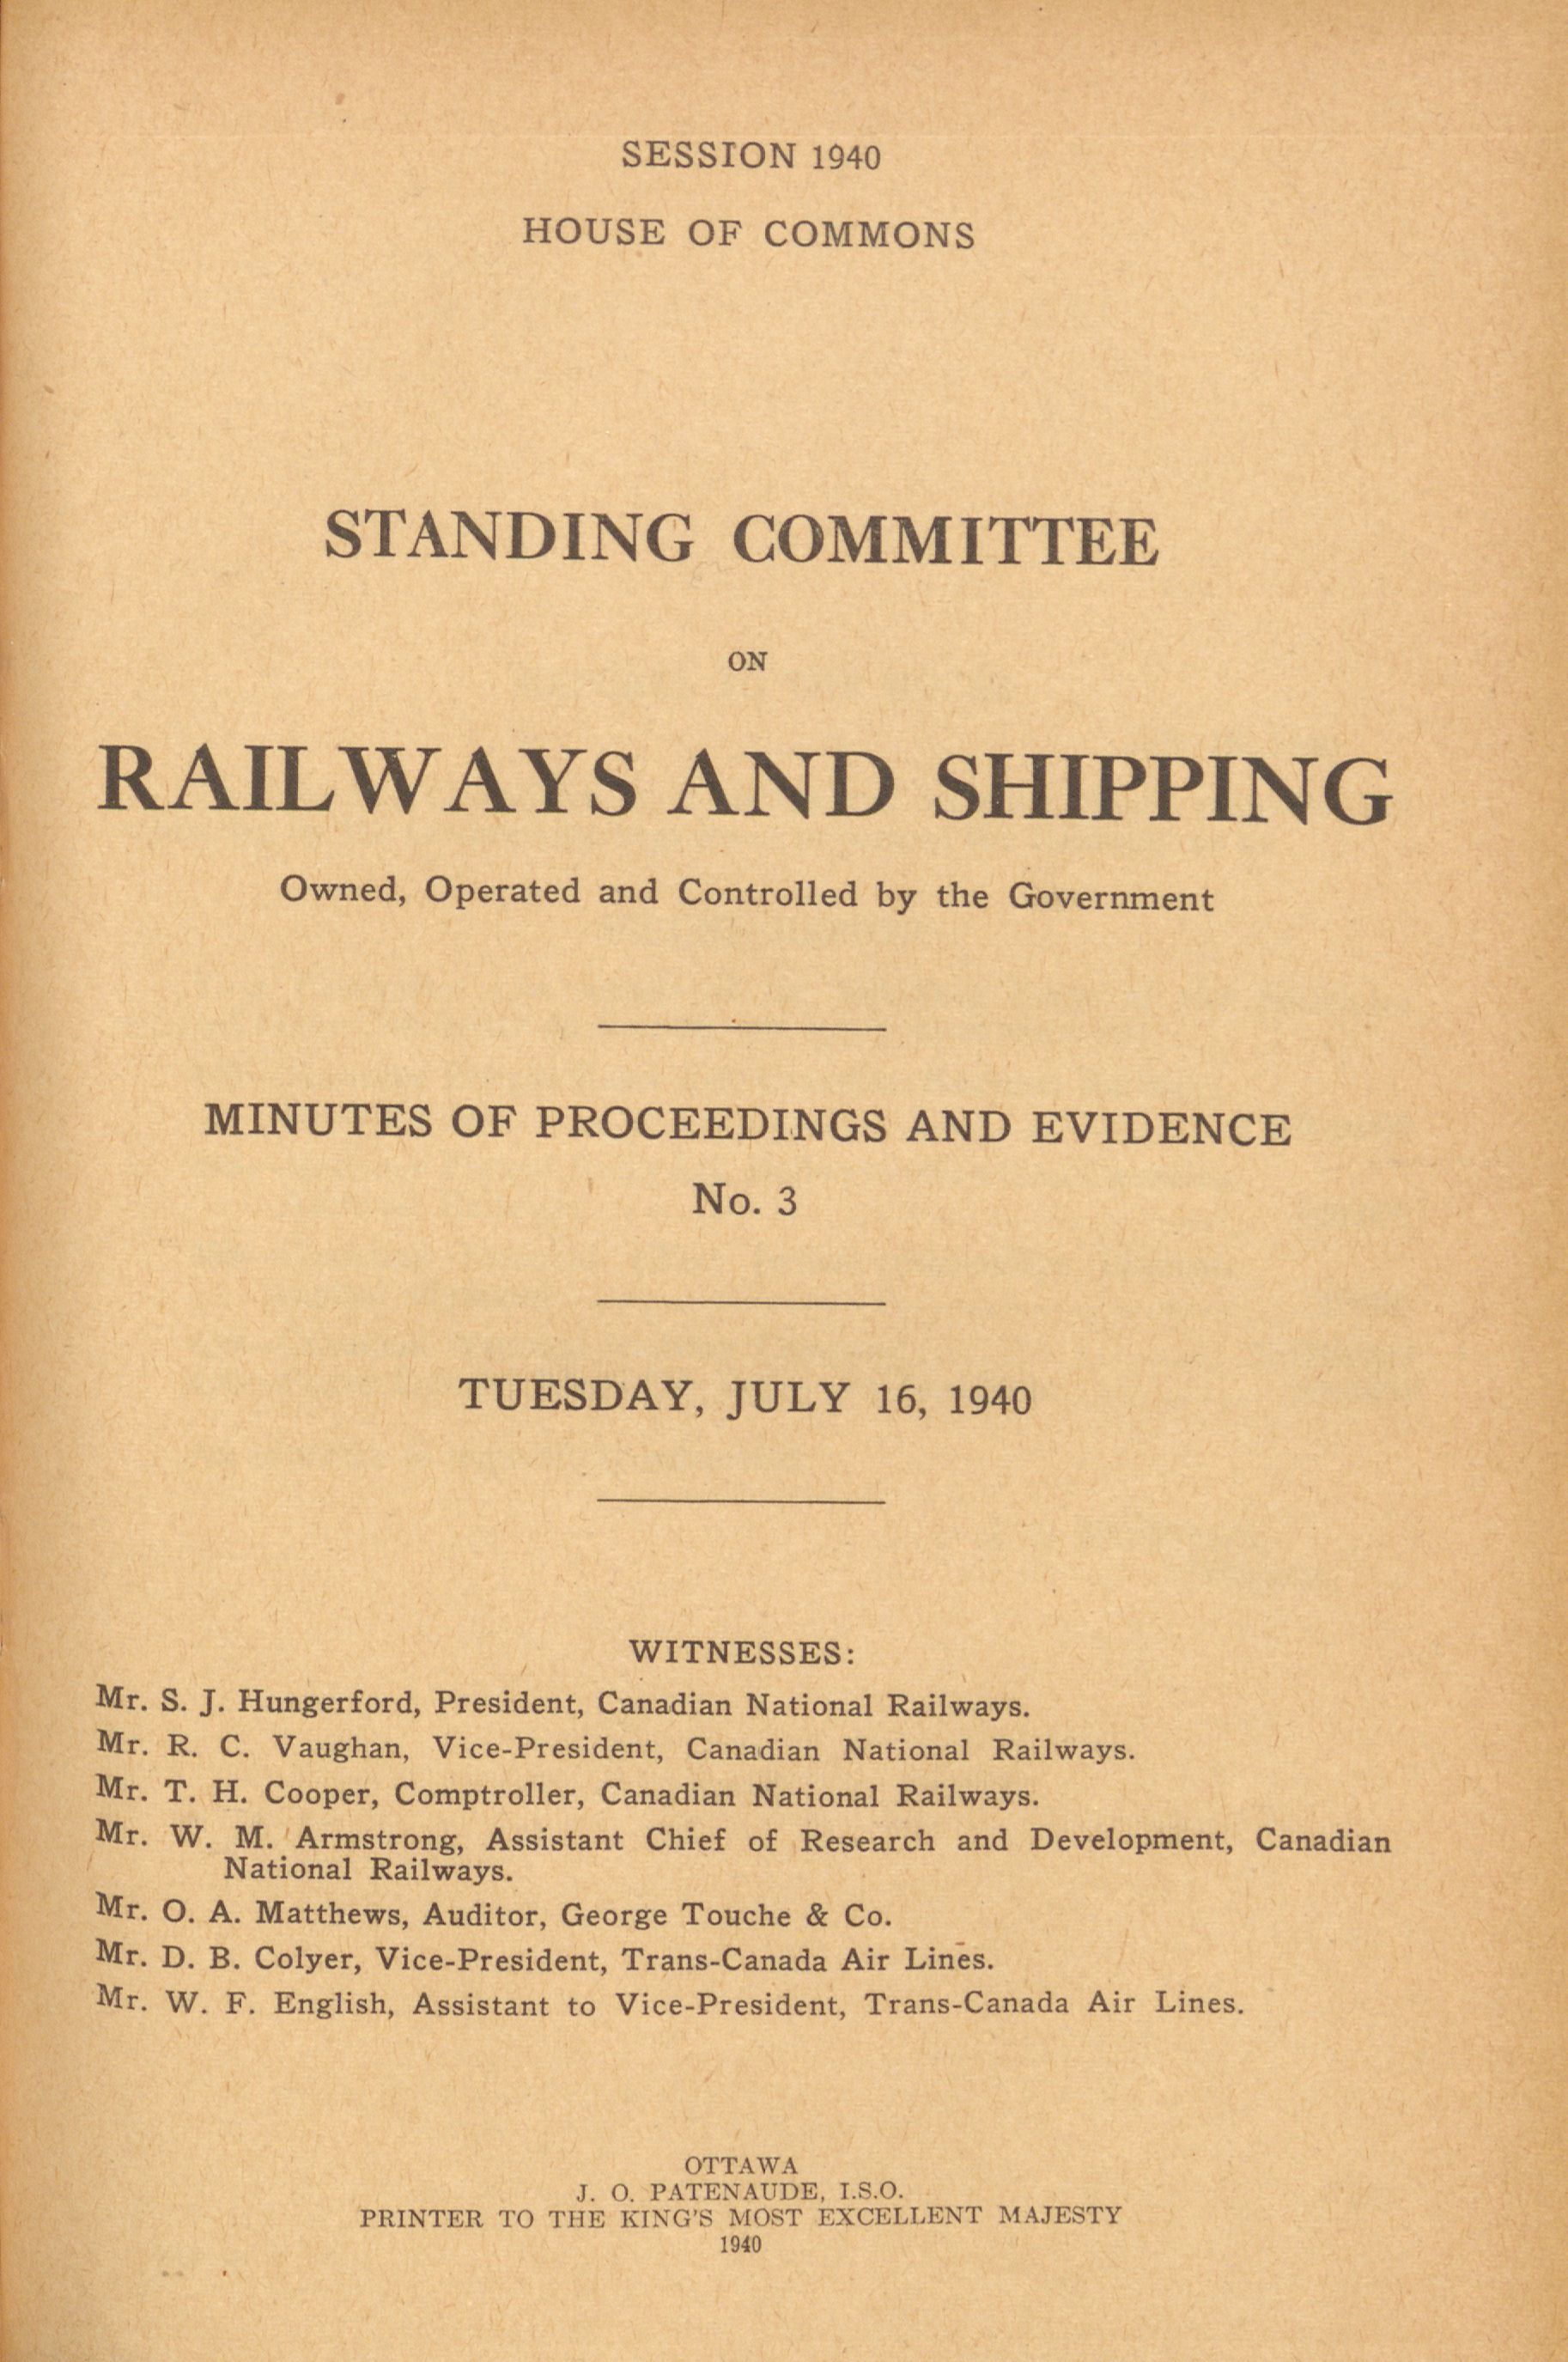 SESSION 1940
HOUSE OF COMMONS
STANDING COMMITTEE
ON
RAILWAYS AND SHIPPING
Owned, Operated and Controlled by the Government
MINUTES OF PROCEEDINGS AND EVIDENCE
No. 3
TUESDAY, JULY 16, 1940
WITNESSES:
Mr. S. J. Hungerford, President, Canadian National Railways.
Mr. R. C. Vaughan, Vice-President, Canadian National Railways.
Mr. T. H. Cooper, Comptroller, Canadian National Railways.
Mr. W. M. Armstrong, Assistant Chief of Research and Development, Canadian
National Railways.
Mr. O. A. Matthews, Auditor, George Touche & Co.
Mr. D. B. Colyer, Vice-President, Trans-Canada Air Lines.
Mr. W. F. English, Assistant to Vice-President, Trans-Canada Air Lines.
OTTAWA
J. O. PATENAUDE, I.S.O.
PRINTER TO THE KING'S MOST EXCELLENT MAJESTY
1940